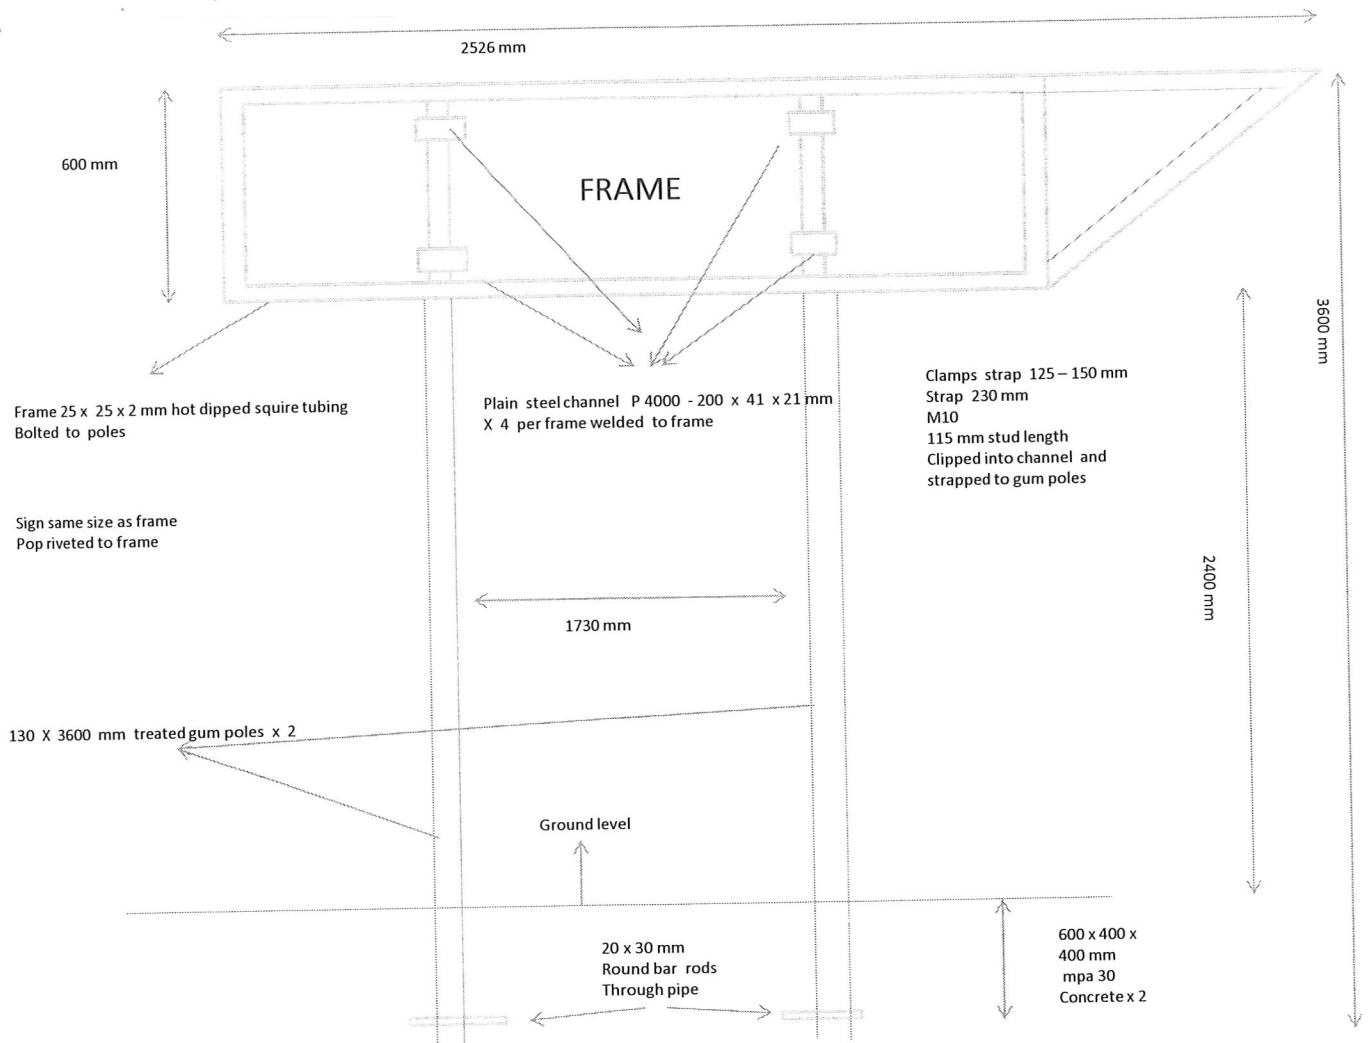 2526 mm
600 mm
FRAME
3600 mm
Frame 25 x 25 x 2 mm hot dipped squire tubing
Bolted to poles
Plain steel channel P 4000 - 200 x 41 x 21 mm
X 4 per frame welded to frame
Clamps strap 125 – 150 mm
Strap 230 mm
M10
115 mm stud length
Clipped into channel and
strapped to gum poles
Sign same size as frame
Pop riveted to frame
2400 mm
1730 mm
130 X 3600 mm treated gum poles x 2
Ground level
20 x 30 mm
Round bar rods
Through pipe
600 x 400 x
400 mm
mpa 30
Concrete x 2